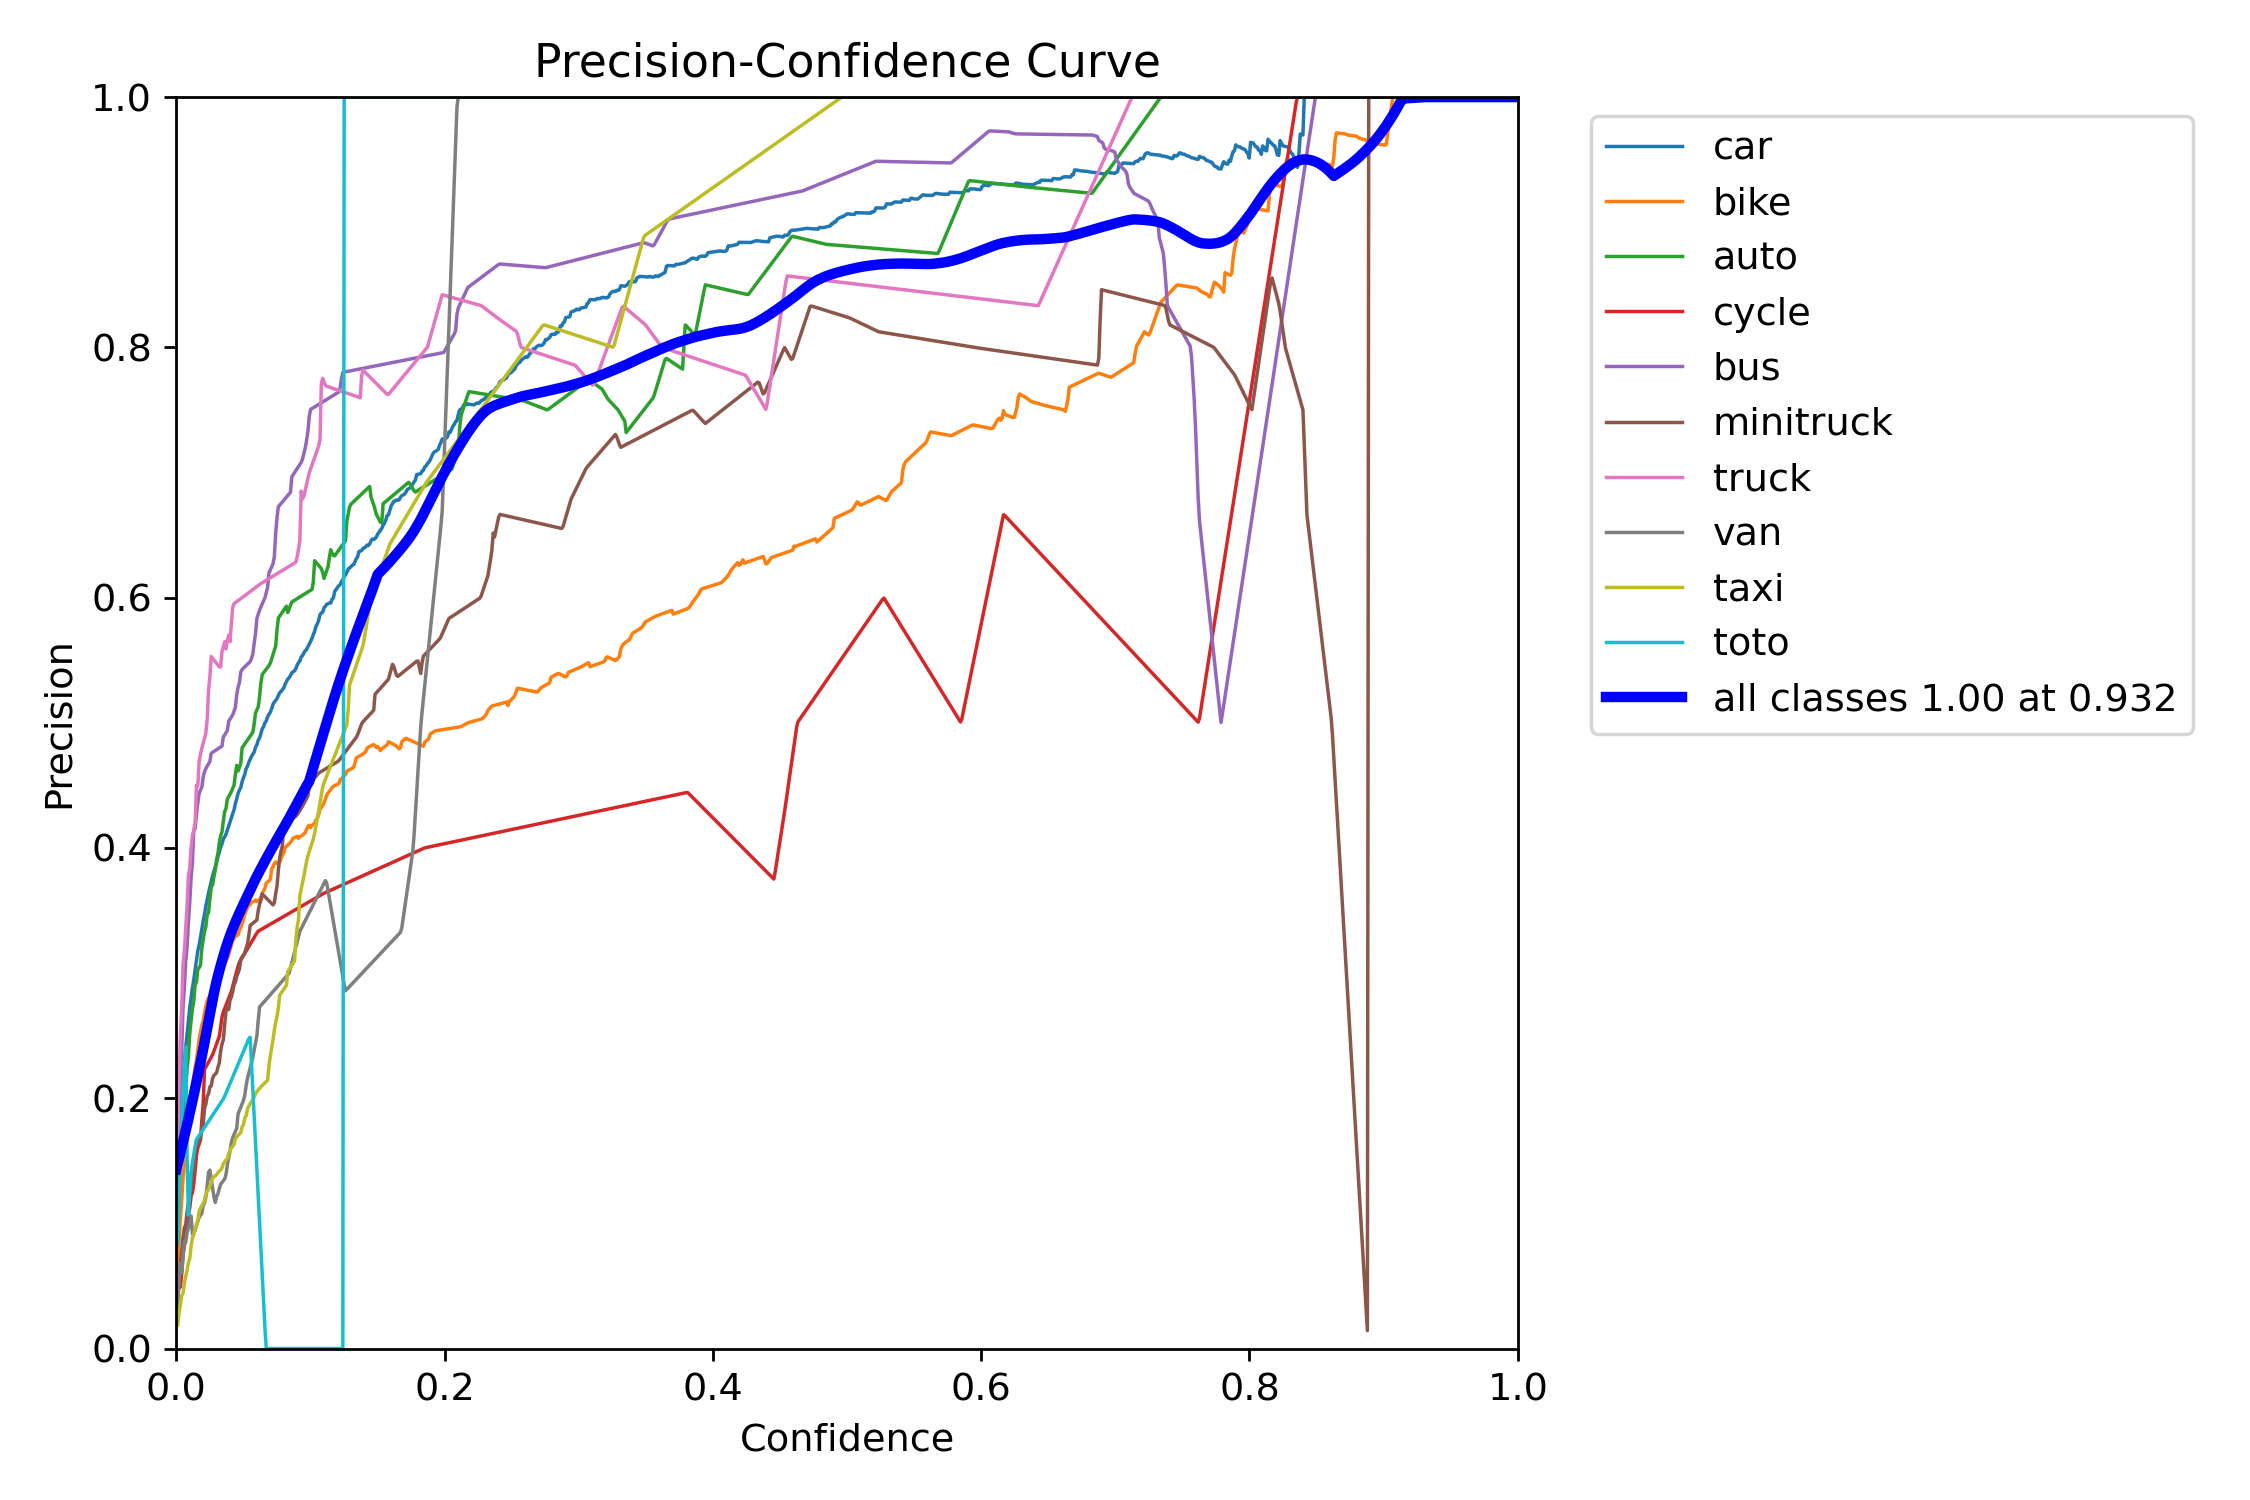 Precision-Confidence Curve
1.0
0.8
0.6
0.4
0.2
0.0
Precision
0.0 0.2 0.4 0.6 0.8 1.0
Confidence
car
bike
auto
cycle
bus
minitruck
truck
van
taxi
toto
all classes 1.00 at 0.932